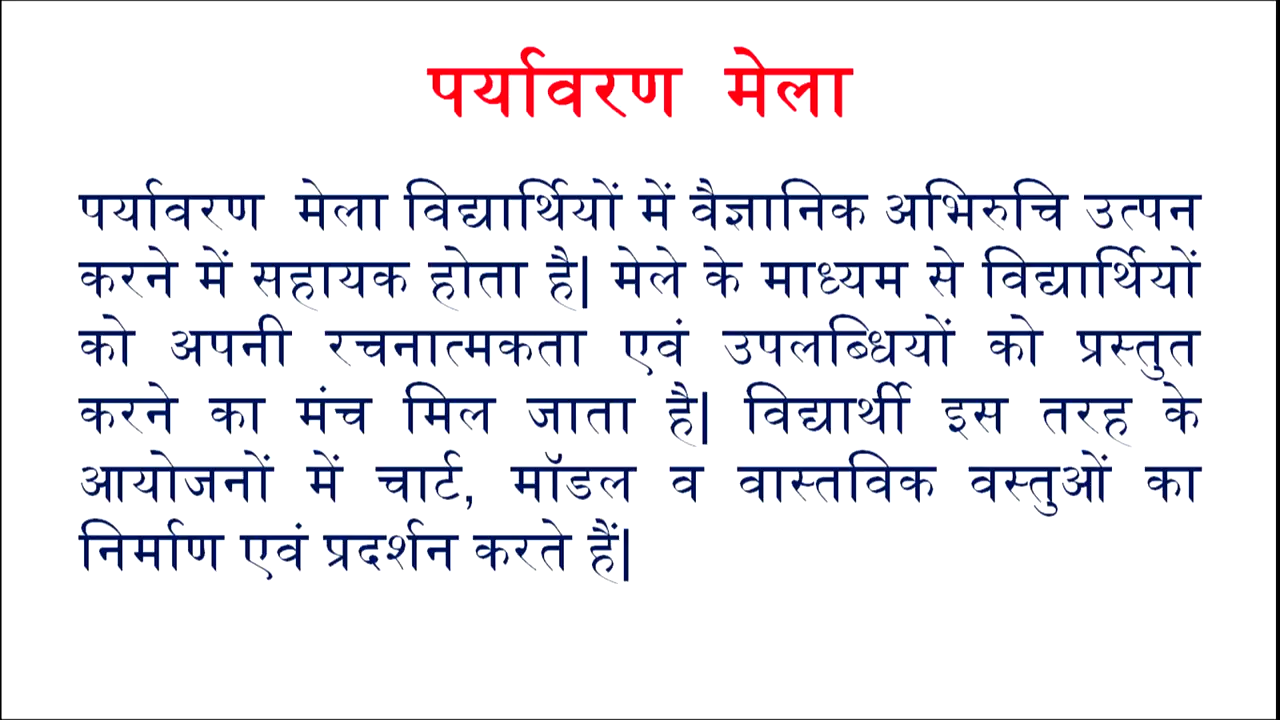 पर्यावरण मेला
पर्यावरण मेला विद्यार्थियों में वैज्ञानिक अभिरुचि उत्पन
करने में सहायक होता है| मेले के माध्यम से विद्यार्थियों
को अपनी रचनात्मकता एवं उपलब्धियों को प्रस्तुत
करने का मंच मिल जाता है| विद्यार्थी इस तरह के
आयोजनों में चार्ट, मॉडल व वास्तविक वस्तुओं का
निर्माण एवं प्रदर्शन करते हैं|